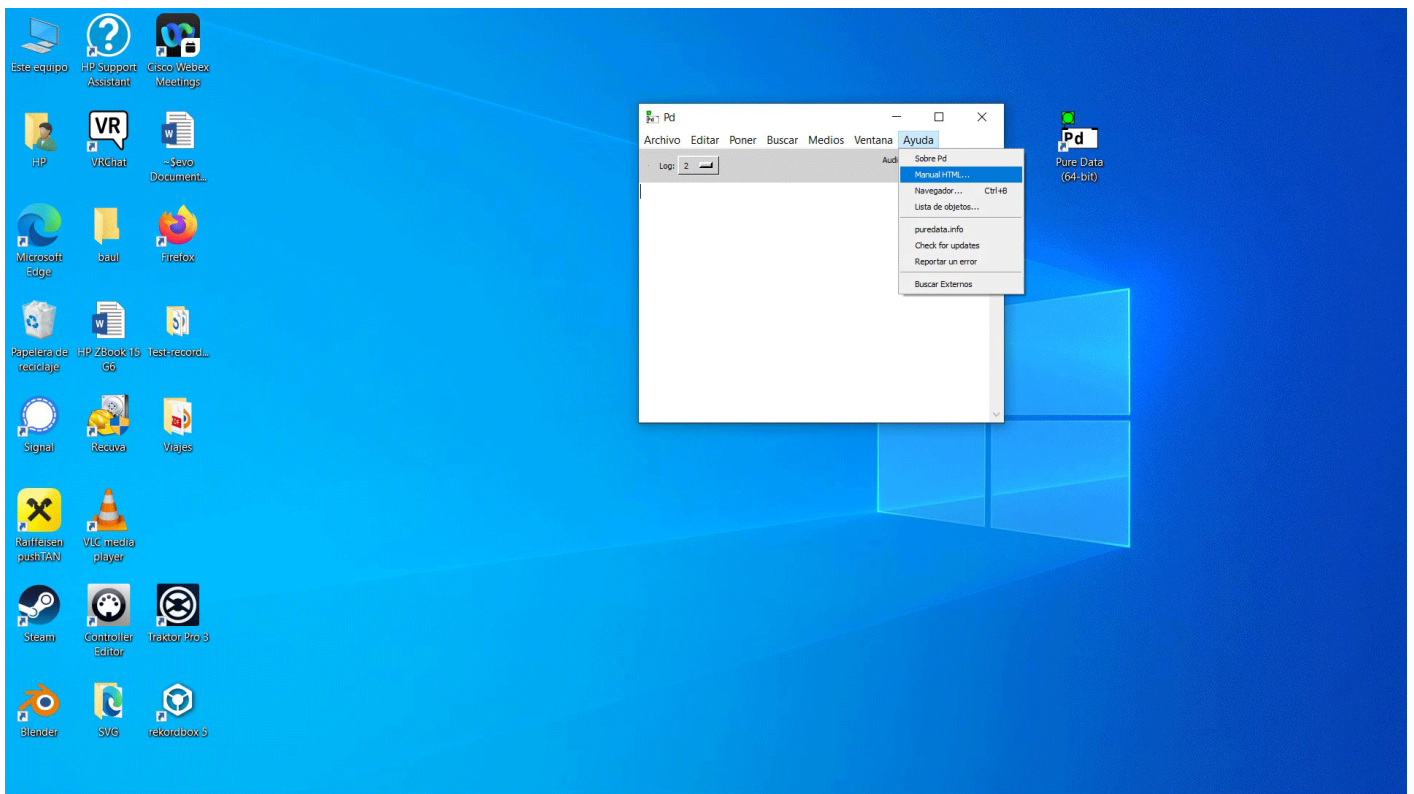 Este equipo
HP Support
Assistant
Cisco Webex
Meetings
HP
VR
VRChat
~$evo
Document...
Microsoft
Edge
baul
Firefox
Papelera de
reciclaje
HP ZBook 15
G6
Test-record...
Signal
Recuva
Viajes
Raiffeisen
pushTAN
VLC media
player
Steam
Controller
Editor
Traktor Pro 3
Blender
SVG
rekordbox 5
Pd
Archivo Editar Poner Buscar Medios Ventana Ayuda
Log: 2
Audi
Sobre Pd
Manual HTML...
Navegador... Ctrl+B
Lista de objetos...
puredata.info
Check for updates
Reportar un error
Buscar Externos
Pd
Pure Data
(64-bit)